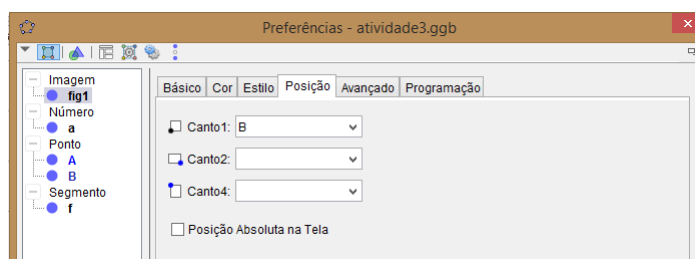 Preferências - atividade3.ggb
Imagem
fig1
Número
a
Ponto
A
B
Segmento
f
Básico Cor Estilo Posição Avançado Programação
Canto1: B
Canto2:
Canto4:
Posição Absoluta na Tela